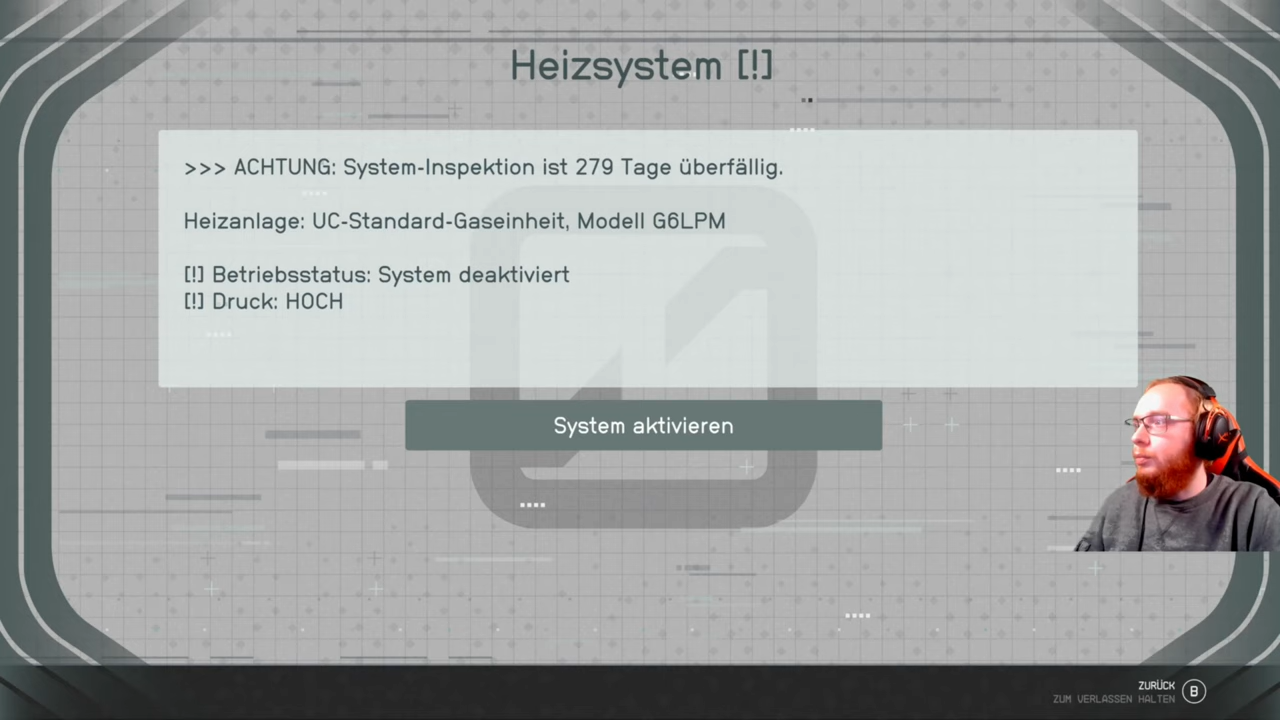 Heizsystem [!]
>>> ACHTUNG: System-Inspektion ist 279 Tage überfällig.
Heizanlage: UC-Standard-Gaseinheit, Modell G6LPM
[!] Betriebsstatus: System deaktiviert
[!] Druck: HOCH
System aktivieren
ZURÜCK
ZUM VERLASSEN HALTEN
B